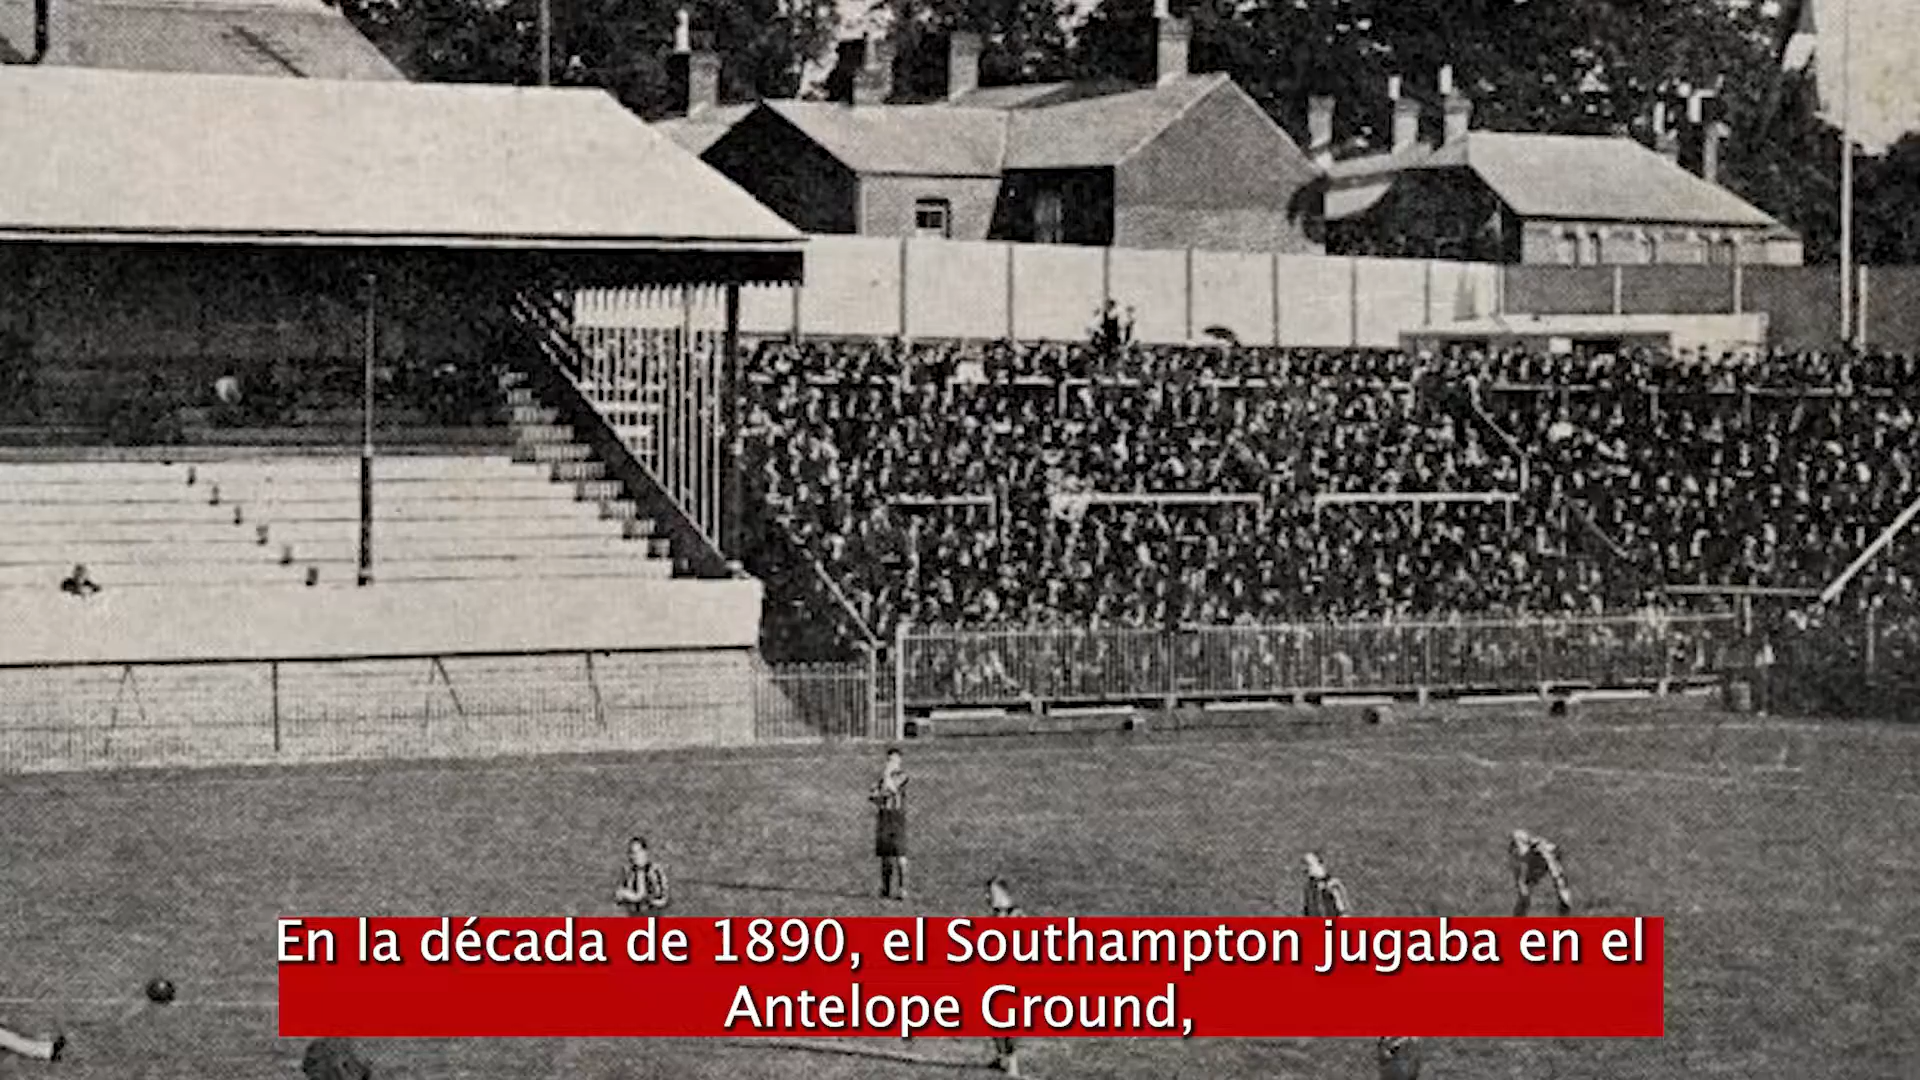 En la década de 1890, el Southampton jugaba en el
Antelope Ground,